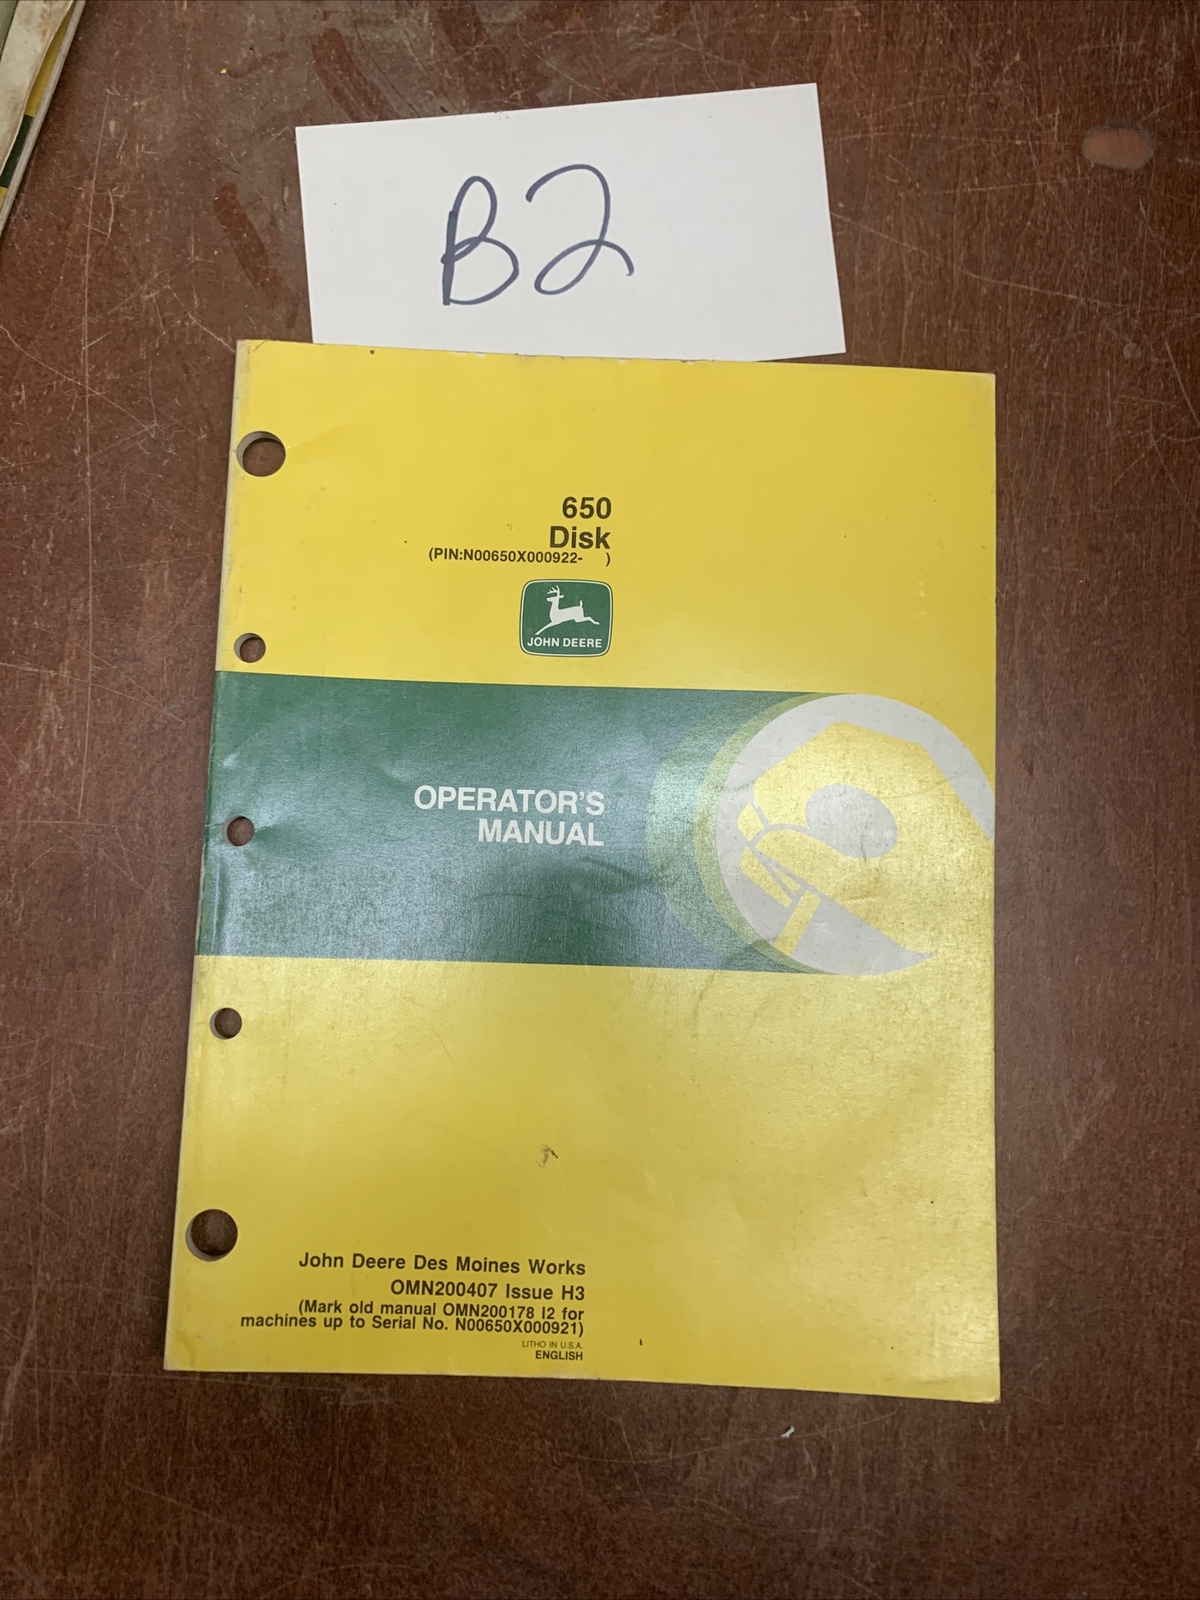 B2
650
Disk
(PIN:N00650X000922-    )
JOHN DEERE
OPERATOR'S
MANUAL
John Deere Des Moines Works
OMN200407 Issue H3
(Mark old manual OMN200178 I2 for
machines up to Serial No. N00650X000921)
LITHO IN U.S.A.
ENGLISH